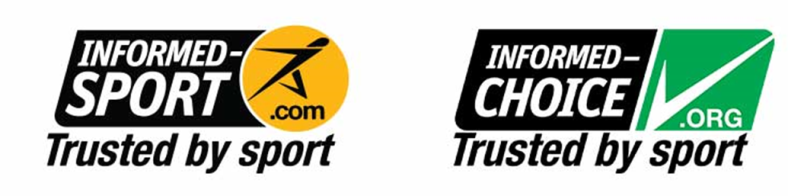 INFORMED-
SPORT
.com
Trusted by sport
INFORMED–
CHOICE
.ORG
Trusted by sport